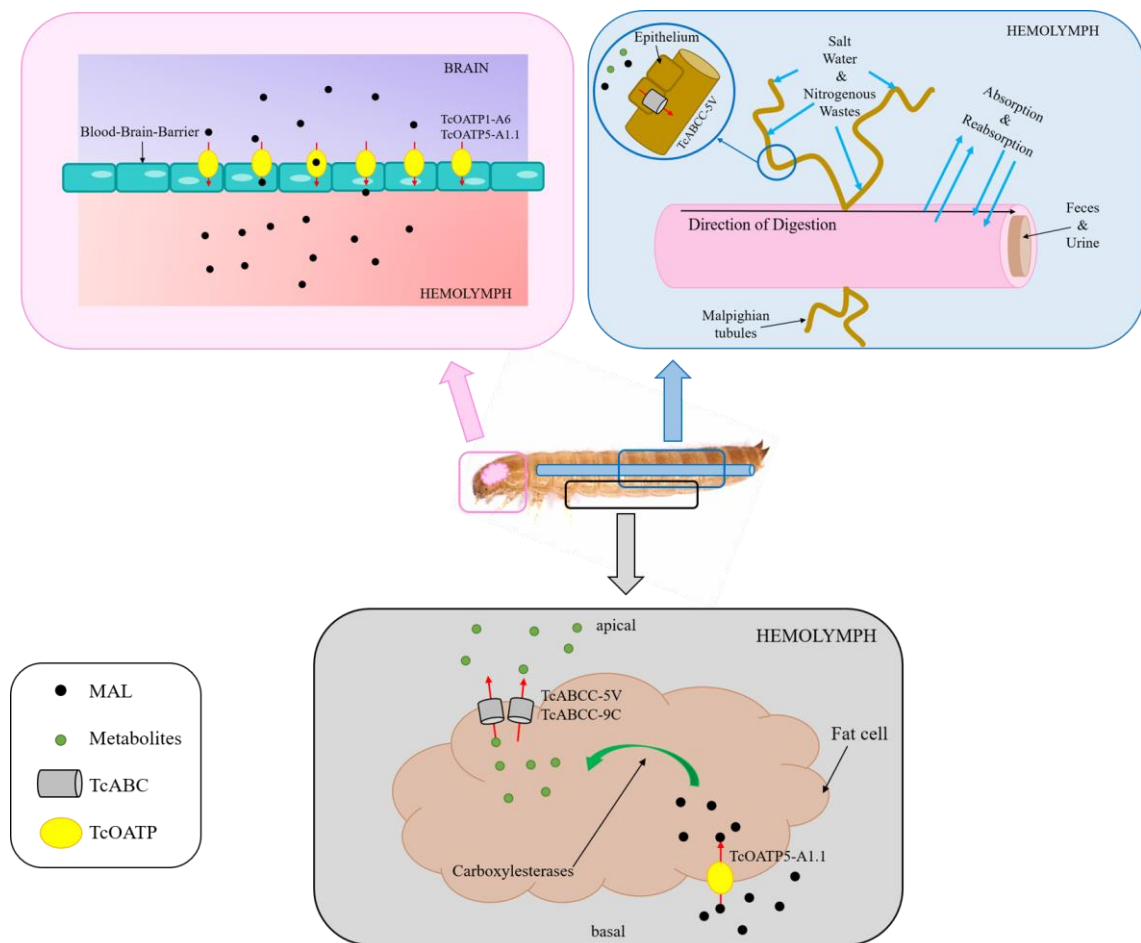 BRAIN
Blood-Brain-Barrier
TcOATP1-A6
TcOATP5-A1.1
HEMOLYMPH
HEMOLYMPH
Epithelium
TcABCC-5V
Salt
Water
&
Nitrogenous
Wastes
Absorption
&
Reabsorption
Direction of Digestion
Feces
&
Urine
Malpighian
tubules
MAL
Metabolites
TcABC
TcOATP
apical
HEMOLYMPH
TcABCC-5V
TcABCC-9C
Fat cell
Carboxylesterases
TcOATP5-A1.1
basal